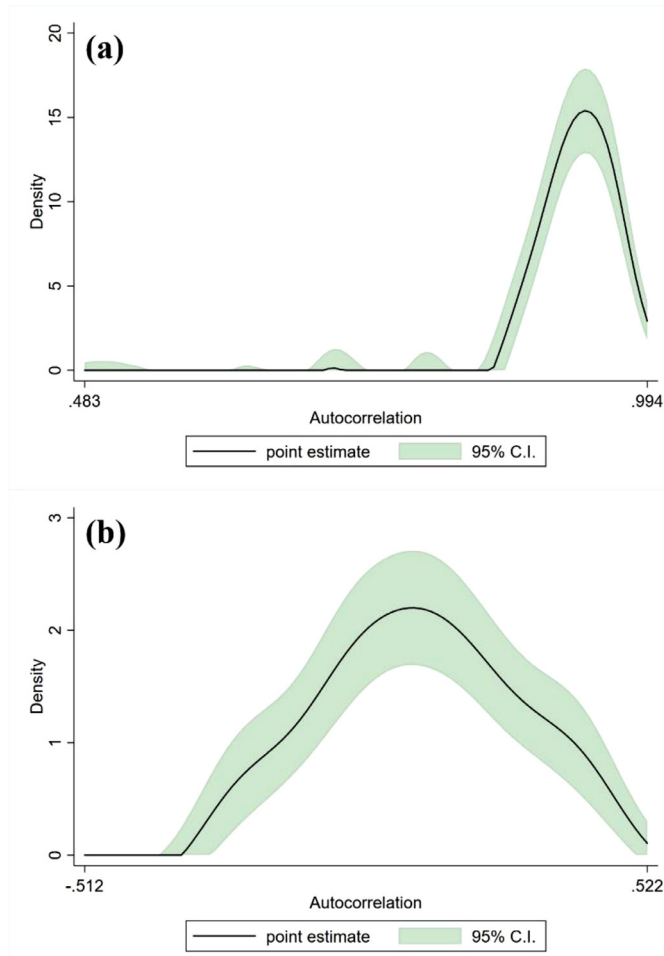 (a)
20
15
10
5
0
Density
.483
.994
Autocorrelation
point estimate
95% C.I.
(b)
3
2
1
0
Density
-.512
.522
Autocorrelation
point estimate
95% C.I.